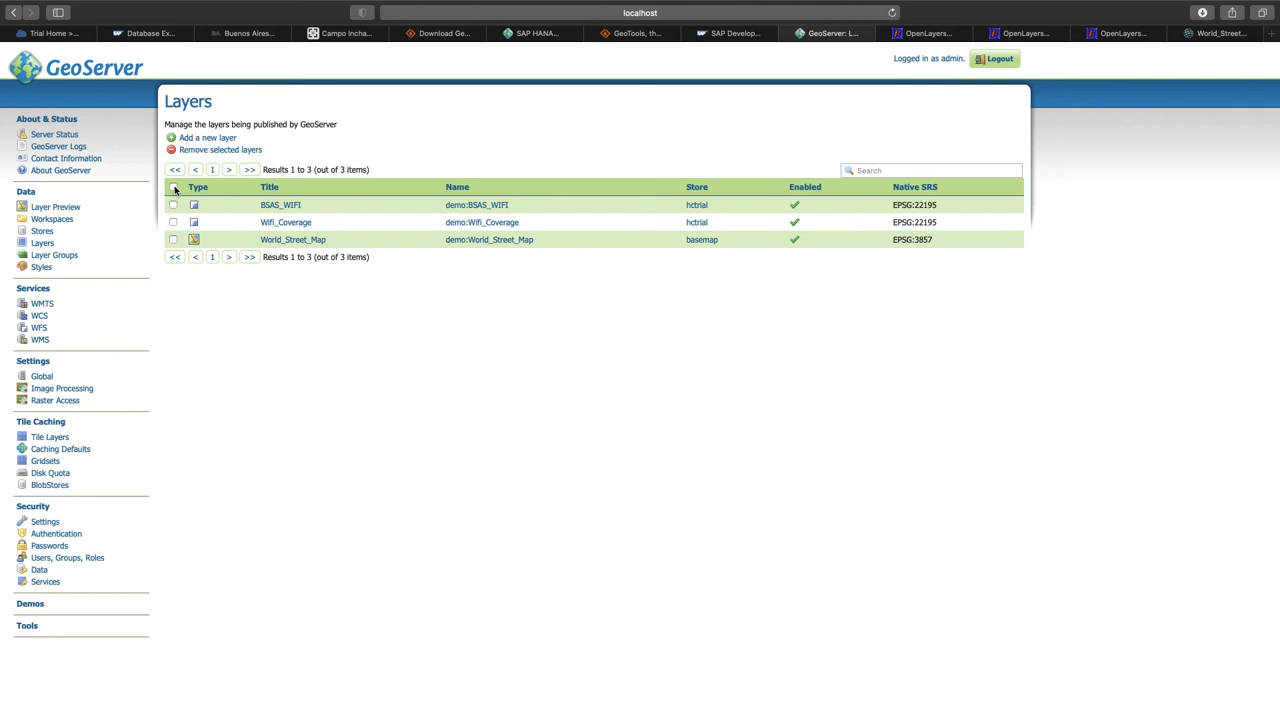 localhost
Trial Home >...
Database Ex...
Buenos Aires...
Campo Incha...
Download Ge...
SAP HANA...
GeoTools, th...
SAP Develop...
GeoServer: L...
OpenLayers...
OpenLayers...
OpenLayers...
World_Street...
GeoServer
Logged in as admin.
Logout
About & Status
Server Status
GeoServer Logs
Contact Information
About GeoServer
Data
Layer Preview
Workspaces
Stores
Layers
Layer Groups
Styles
Services
WMTS
WCS
WFS
WMS
Settings
Global
Image Processing
Raster Access
Tile Caching
Tile Layers
Caching Defaults
Gridsets
Disk Quota
BlobStores
Security
Settings
Authentication
Passwords
Users, Groups, Roles
Data
Services
Demos
Tools
Layers
Manage the layers being published by GeoServer
Add a new layer
Remove selected layers
<< < 1 > >> Results 1 to 3 (out of 3 items)
Search
Type Title Name Store Enabled Native SRS
BSAS_WIFI demo:BSAS_WIFI hctrial EPSG:22195
Wifi_Coverage demo:Wifi_Coverage hctrial EPSG:22195
World_Street_Map demo:World_Street_Map basemap EPSG:3857
<< < 1 > >> Results 1 to 3 (out of 3 items)